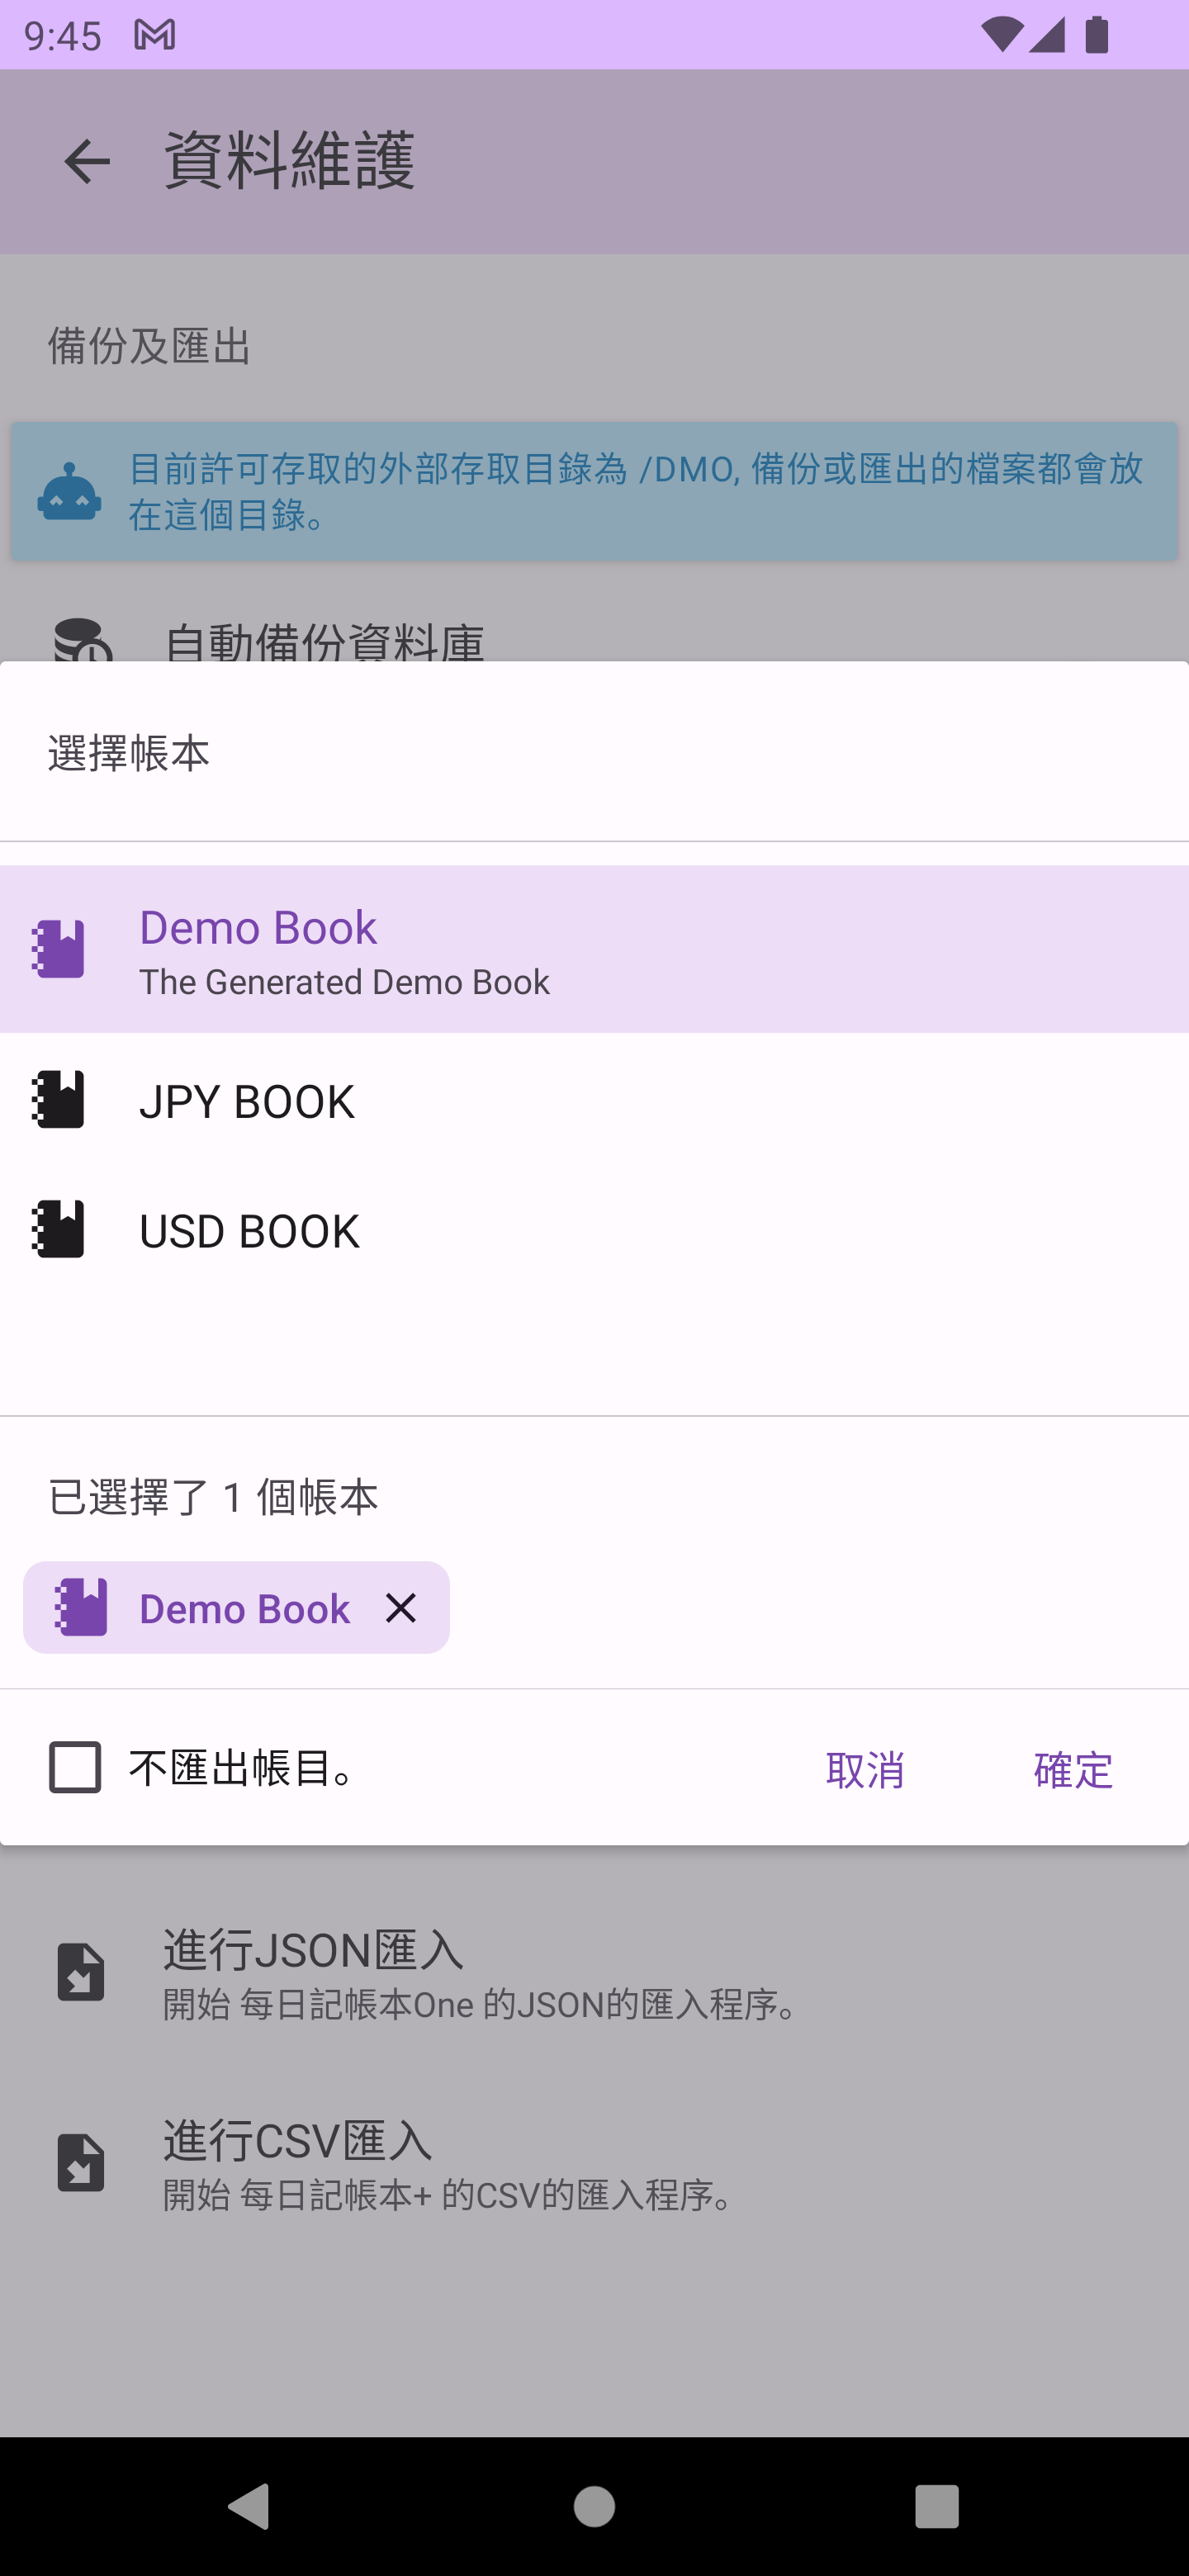 9:45
資料維護
備份及匯出
目前許可存取的外部存取目錄為 /DMO, 備份或匯出的檔案都會放
在這個目錄。
自動備份資料庫
選擇帳本
Demo Book
The Generated Demo Book
JPY BOOK
USD BOOK
已選擇了 1 個帳本
Demo Book
不匯出帳目。
取消
確定
進行JSON匯入
開始 每日記帳本One 的JSON的匯入程序。
進行CSV匯入
開始 每日記帳本+ 的CSV的匯入程序。